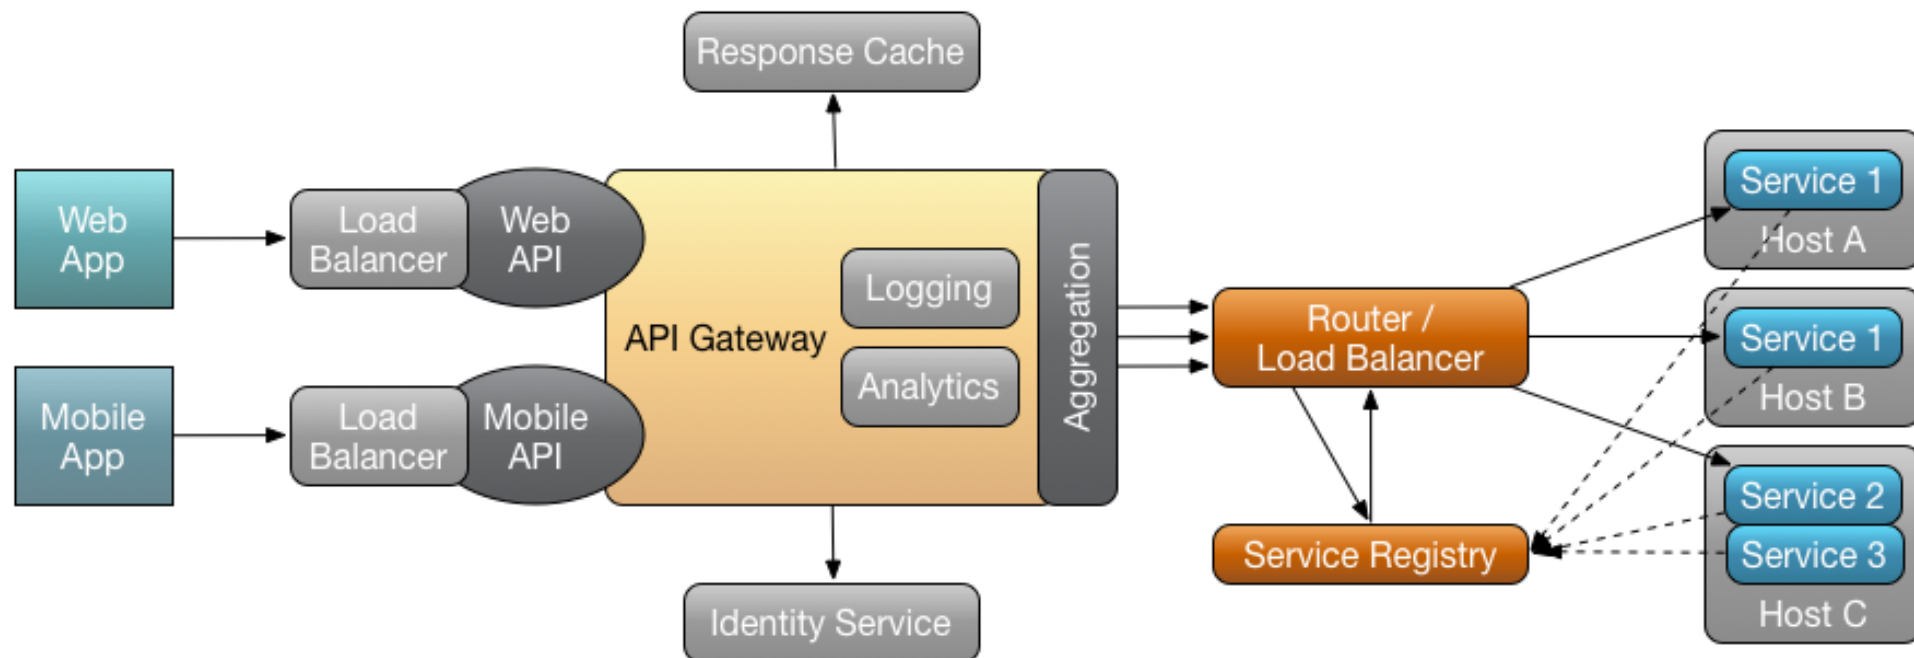 Response Cache
Web
App
Load
Balancer
Web
API
Mobile
App
Load
Balancer
Mobile
API
API Gateway
Logging
Analytics
Aggregation
Identity Service
Router /
Load Balancer
Service Registry
Service 1
Host A
Service 1
Host B
Service 2
Service 3
Host C